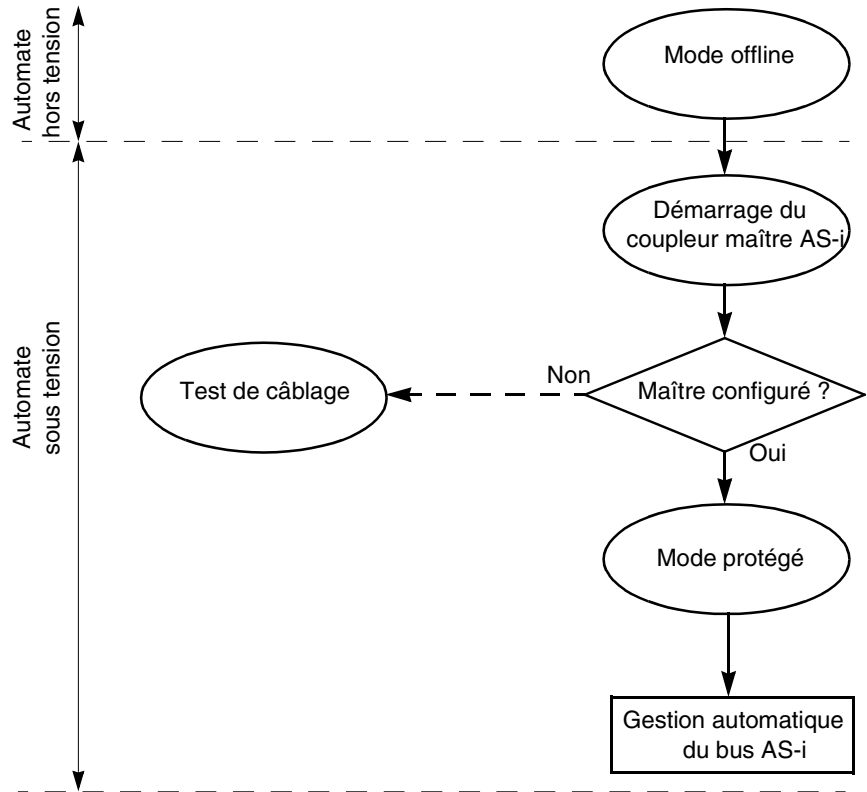 Automate
hors tension
Mode offline
Démarrage du
coupleur maître AS-i
Automate
sous tension
Test de câblage
Non
Maître configuré ?
Oui
Mode protégé
Gestion automatique
du bus AS-i